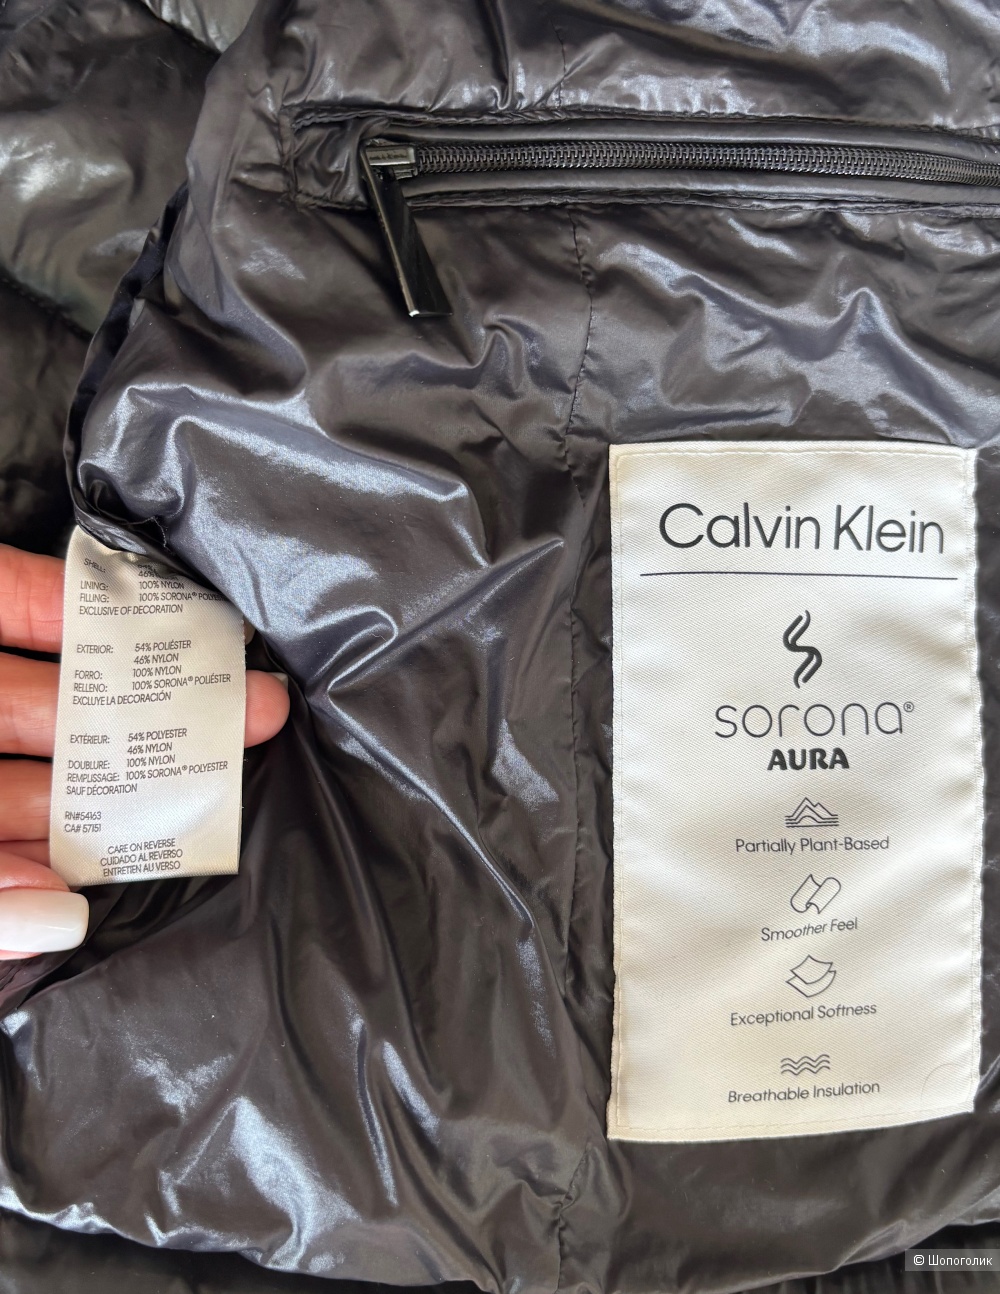 SHELL:
46%
LINING: 100% NYLON
FILLING: 100% SORONA® POLYE
EXCLUSIVE OF DECORATION
EXTERIOR: 54% POLIÉSTER
46% NYLON
FORRO: 100% NYLON
RELLENO: 100% SORONA® POLIÉSTER
EXCLUYE LA DECORACIÓN
EXTÉRIEUR: 54% POLYESTER
46% NYLON
DOUBLURE: 100% NYLON
REMPLISSAGE: 100% SORONA® POLYESTER
SAUF DÉCORATION
RN#54163
CA# 57151
CARE ON REVERSE
CUIDADO AL REVERSO
ENTRETIEN AU VERSO
Calvin Klein
sorona®
AURA
Partially Plant-Based
Smoother Feel
Exceptional Softness
Breathable Insulation
© Шопоголик